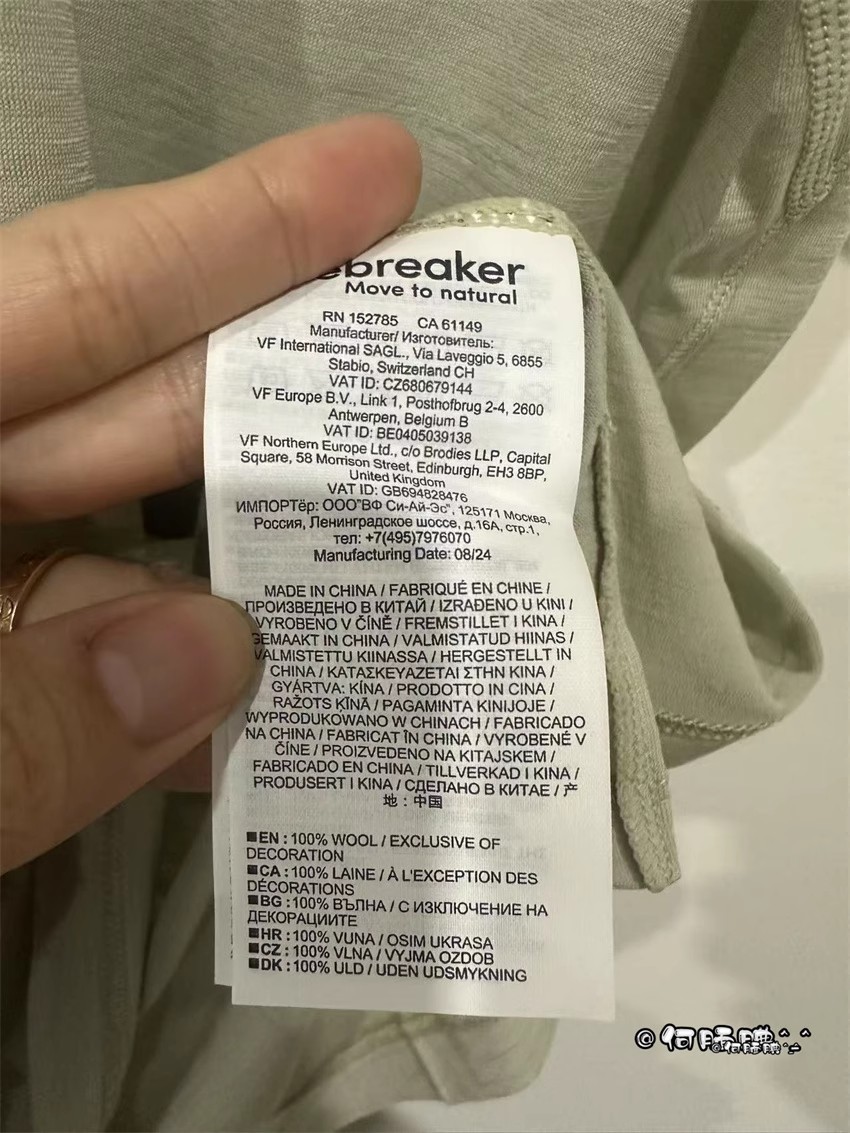 ebreaker
Move to natural
RN 152785 CA 61149
Manufacturer/ Изготовитель:
VF International SAGL., Via Laveggio 5, 6855
Stabio, Switzerland CH
VAT ID: CZ680679144
VF Europe B.V., Link 1, Posthofbrug 2-4, 2600
Antwerpen, Belgium B
VAT ID: BE0405039138
VF Northern Europe Ltd., c/o Brodies LLP, Capital
Square, 58 Morrison Street, Edinburgh, EH3 8BP,
United Kingdom
VAT ID: GB694828476
ИМПОРТёр: ООО"ВФ Си-Ай-Эс", 125171 Москва,
Россия, Ленинградское шоссе, д.16А, стр.1,
тел: +7(495)7976070
Manufacturing Date: 08/24
MADE IN CHINA / FABRIQUÉ EN CHINE /
ПРОИЗВЕДЕНО В КИТАЙ / IZRAĐENO U KINI /
VYROBENO V ČÍNĚ / FREMSTILLET I KINA /
GEMAAKT IN CHINA / VALMISTATUD HIINAS /
VALMISTETTU KIINASSA / HERGESTELLT IN
CHINA / ΚΑΤΑΣΚΕΥΑΖΕΤΑΙ ΣΤΗΝ ΚΙΝΑ /
GYÁRTVA: KÍNA / PRODOTTO IN CINA /
RAŽOTS ĶĪNĀ / PAGAMINTA KINIJOJE /
WYPRODUKOWANO W CHINACH / FABRICADO
NA CHINA / FABRICAT ÎN CHINA / VYROBENÉ V
ČÍNE / PROIZVEDENO NA KITAJSKEM /
FABRICADO EN CHINA / TILLVERKAD I KINA /
PRODUSERT I KINA / СДЕЛАНО В КИТАЕ / 产
地：中国
■EN : 100% WOOL / EXCLUSIVE OF
DECORATION
■CA : 100% LAINE / À L'EXCEPTION DES
DÉCORATIONS
■BG : 100% ВЪЛНА / С ИЗКЛЮЧЕНИЕ НА
ДЕКОРАЦИИТЕ
■HR : 100% VUNA / OSIM UKRASA
■CZ : 100% VLNA / VYJMA OZDOB
■DK : 100% ULD / UDEN UDSMYKNING